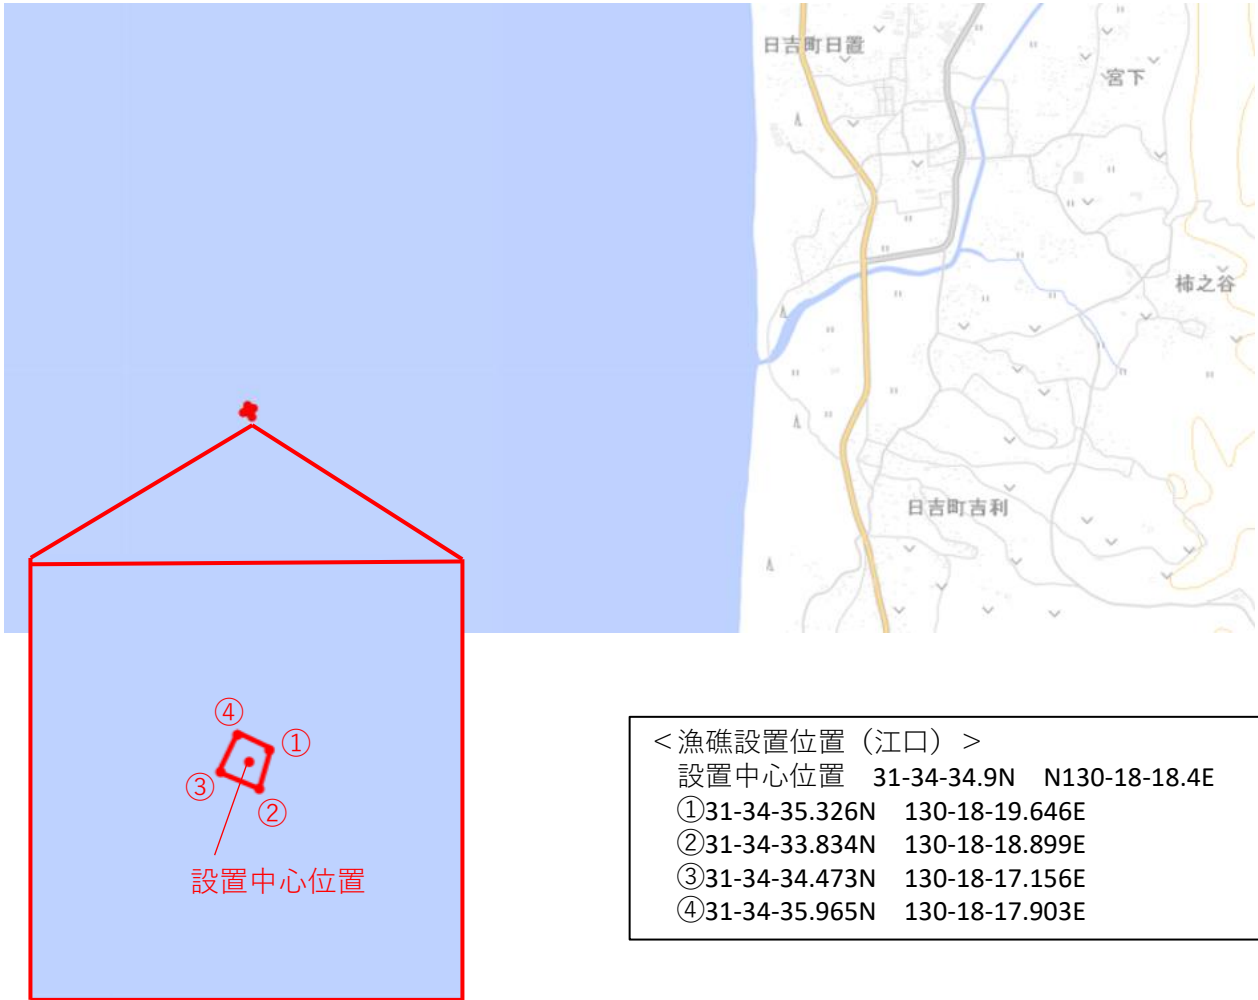 日吉町日置
宮下
柿之谷
日吉町吉利
④
①
③
②
設置中心位置
＜漁礁設置位置（江口）＞
設置中心位置　31-34-34.9N　N130-18-18.4E
①31-34-35.326N　130-18-19.646E
②31-34-33.834N　130-18-18.899E
③31-34-34.473N　130-18-17.156E
④31-34-35.965N　130-18-17.903E